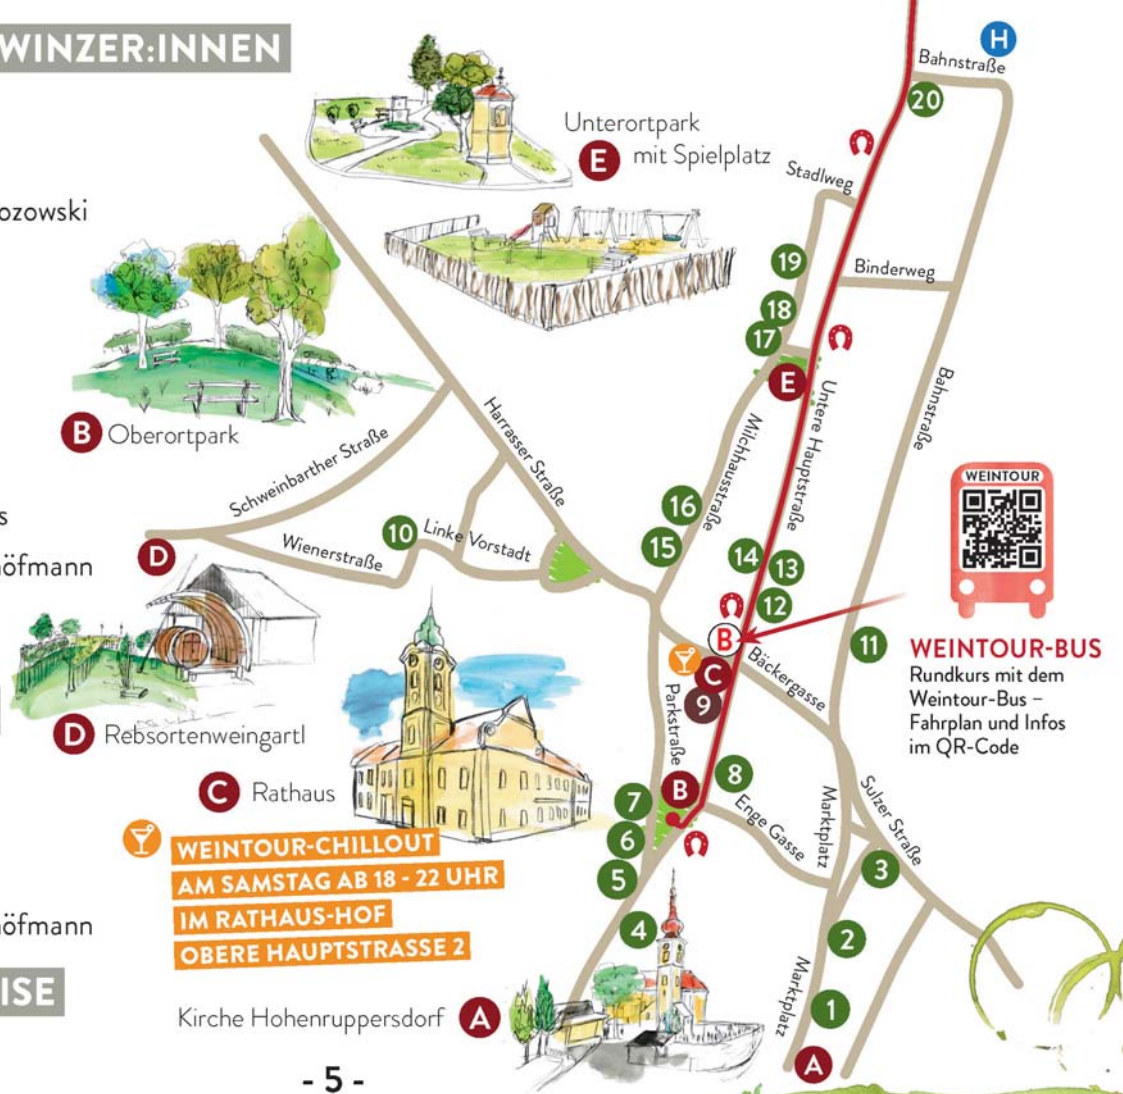 WINZER:INNEN
H
Bahnstraße
20
Unterortpark
E mit Spielplatz
Stadlweg
ozowski
19
Binderweg
18
17
E
B Oberortpark
Harrasser Straße
Milchhausstraße
Untere Hauptstraße
Bahnstraße
Schweinbarther Straße
WEINTOUR
s
16
10
Linke Vorstadt
Wienerstraße
D
15
14
13
höfmann
12
B
11
WEINTOUR-BUS
Rundkurs mit dem
Weintour-Bus –
Fahrplan und Infos
im QR-Code
Bäckergasse
C
9
Parkstraße
D Rebsortenweingartl
C Rathaus
8
B
7
6
5
Enge Gasse
Marktplatz
Sulzer Straße
WEINTOUR-CHILLOUT
AM SAMSTAG AB 18 - 22 UHR
IM RATHAUS-HOF
OBERE HAUPTSTRASSE 2
3
4
2
höfmann
ISE
Marktplatz
1
Kirche Hohenruppersdorf A
A
- 5 -